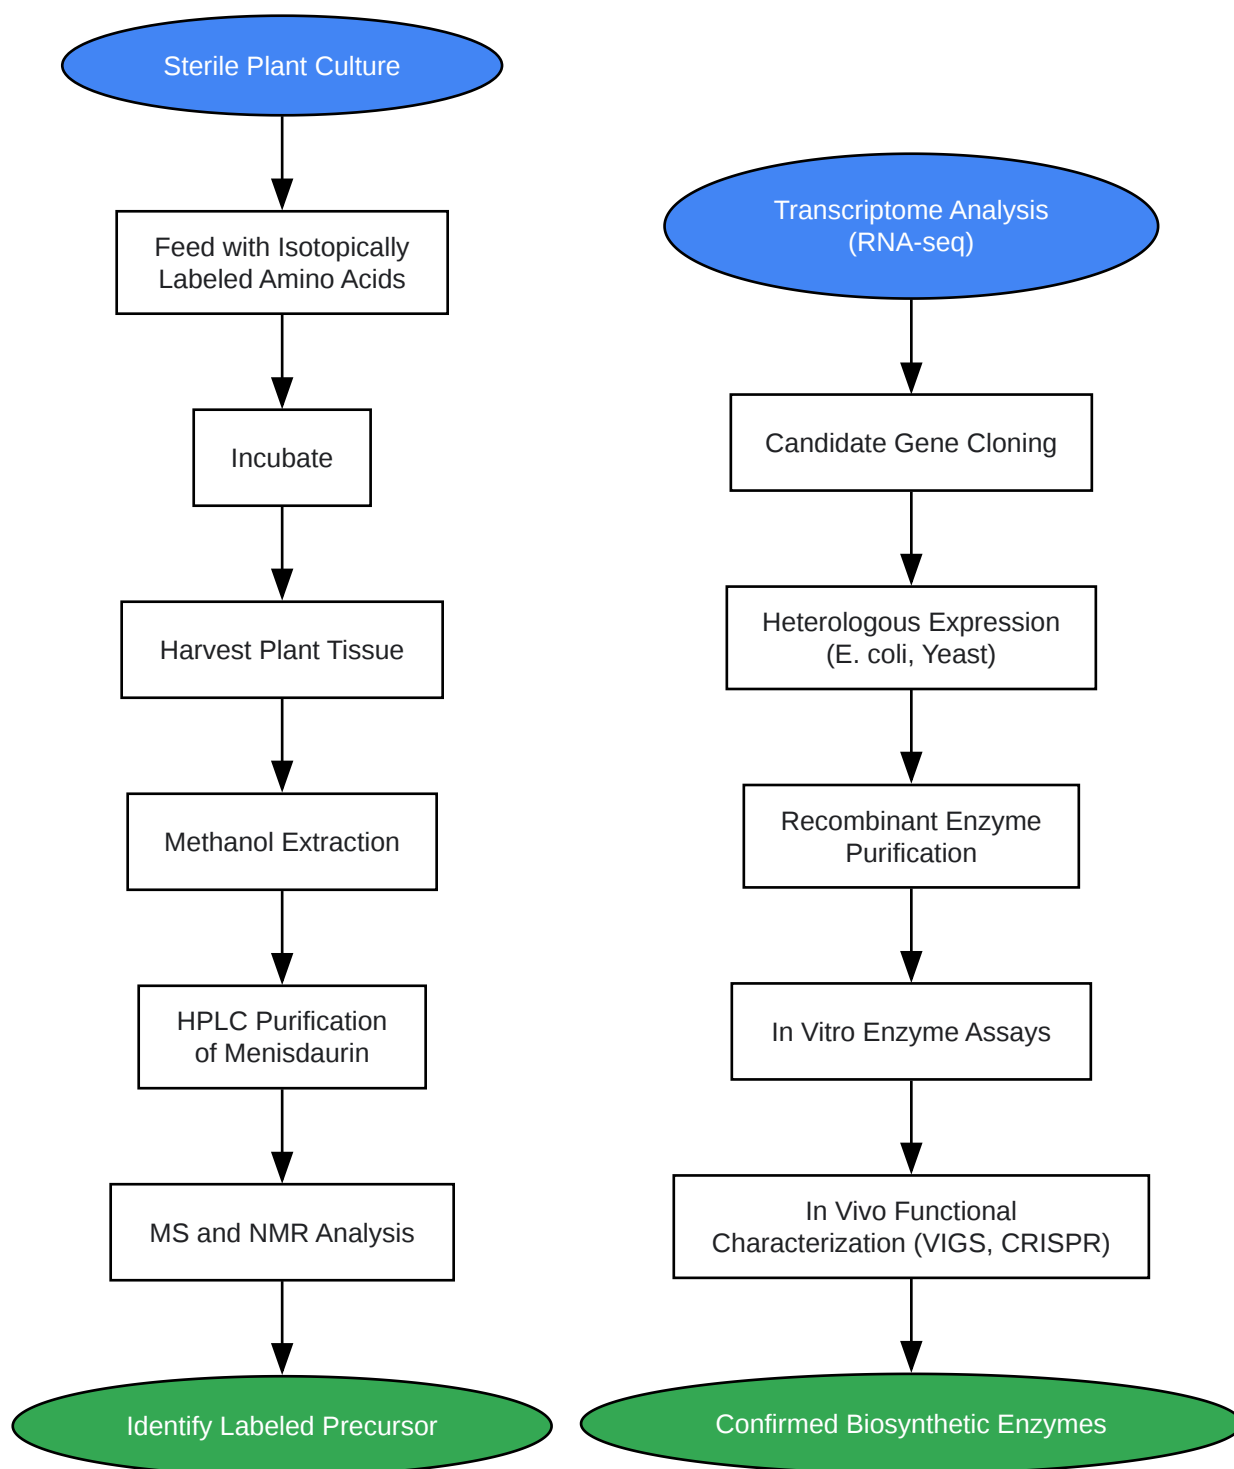 Sterile Plant Culture
Feed with Isotopically
Labeled Amino Acids
Incubate
Harvest Plant Tissue
Methanol Extraction
HPLC Purification
of Menisdaurin
MS and NMR Analysis
Identify Labeled Precursor
Transcriptome Analysis
(RNA-seq)
Candidate Gene Cloning
Heterologous Expression
(E. coli, Yeast)
Recombinant Enzyme
Purification
In Vitro Enzyme Assays
In Vivo Functional
Characterization (VIGS, CRISPR)
Confirmed Biosynthetic Enzymes